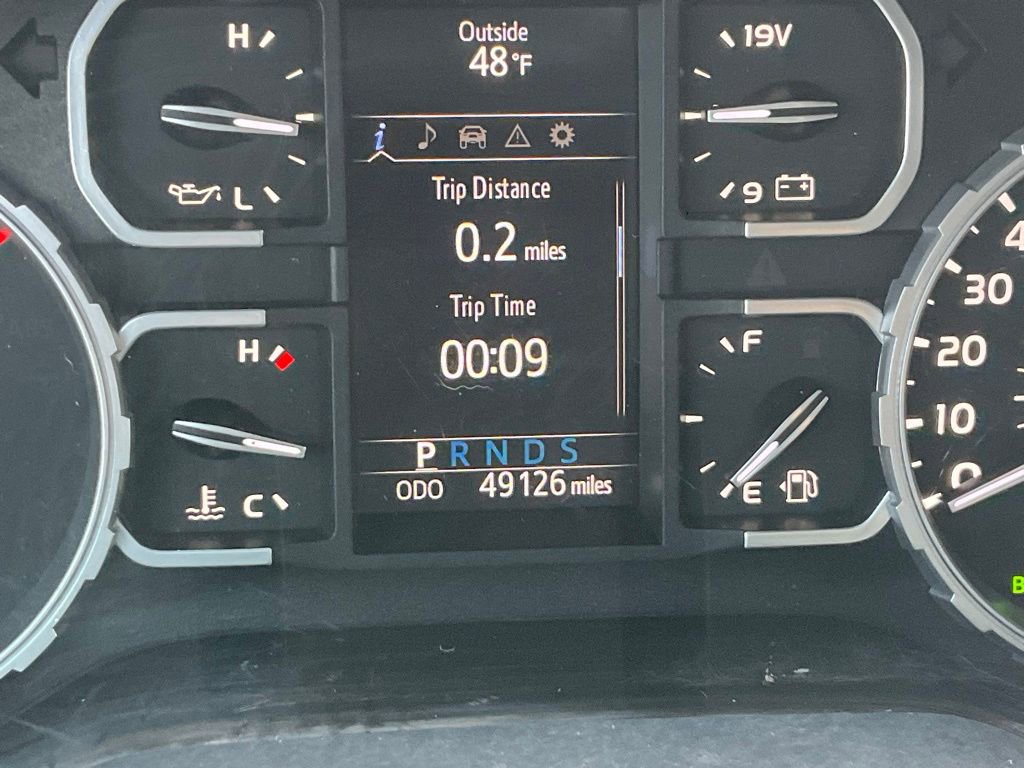 Outside
48°F
H
L
19V
9
i
Trip Distance
0.2 miles
Trip Time
00:09
H
C
F
E
P R N D S
ODO 49126 miles
30
20
10
0